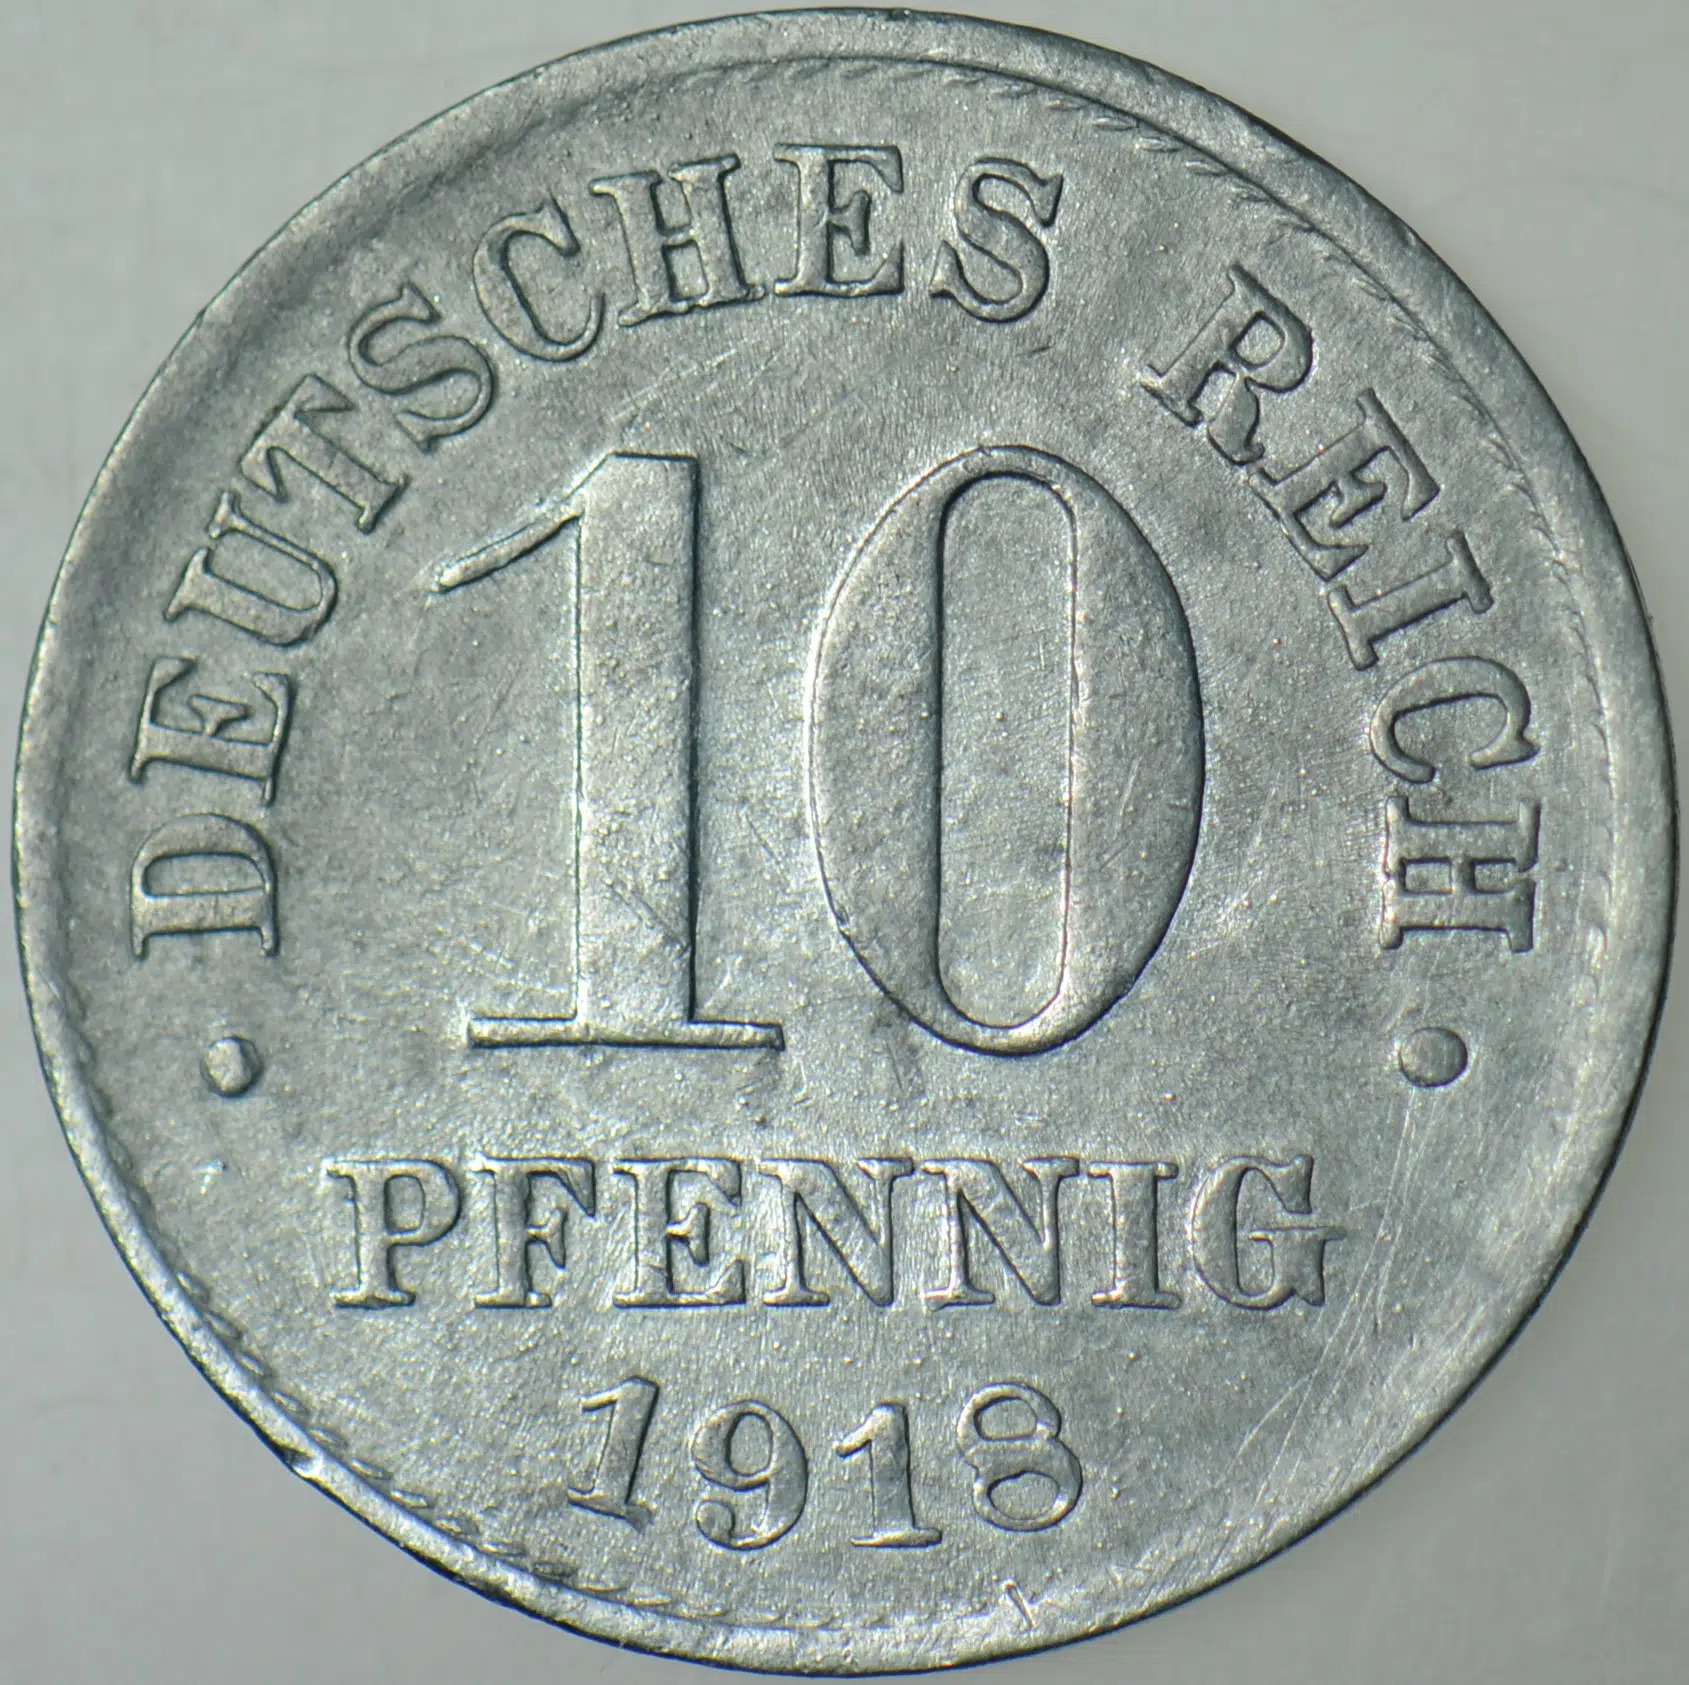 • DEUTSCHES REICH •
10
PFENNIG
1918